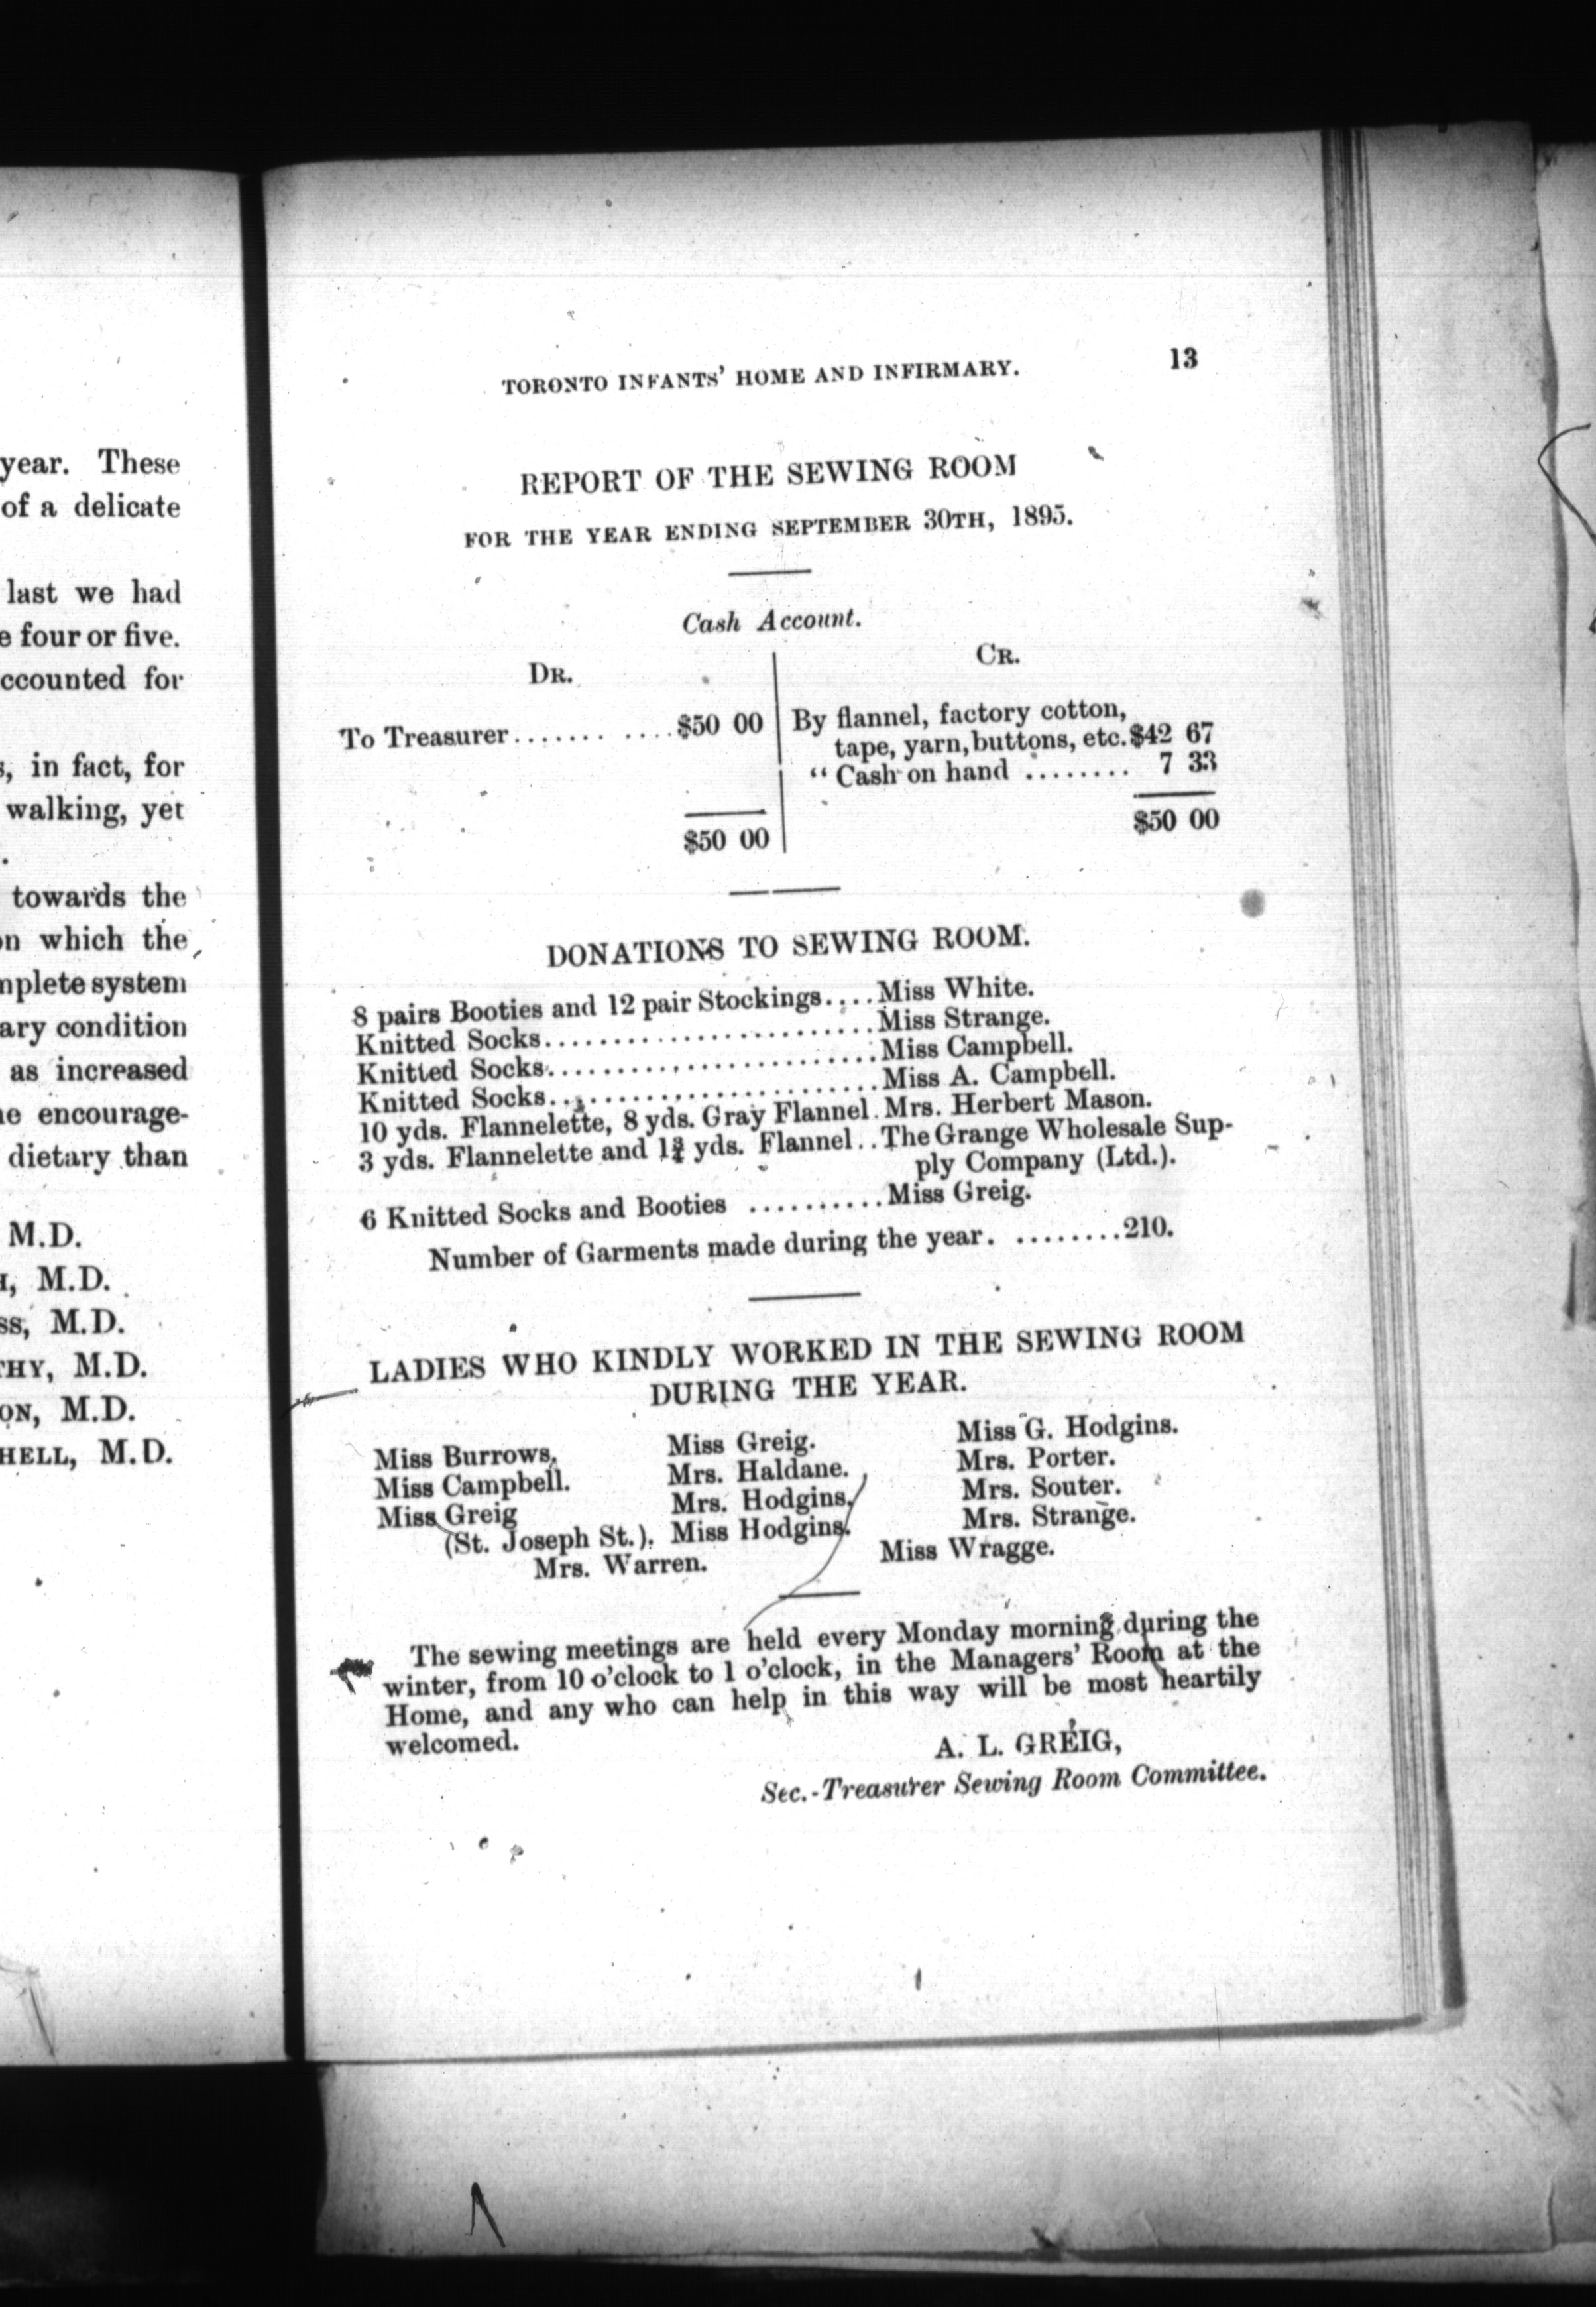 year. These
of a delicate
last we had
four or five.
for
, in fact, for
walking, yet
.
towards the
which the
system
condition
as increased
encourage-
dietary than
M.D.
, M.D.
, M.D.
, M.D.
, M.D.
, M.D.
TORONTO INFANTS' HOME AND INFIRMARY. 13
REPORT OF THE SEWING ROOM
FOR THE YEAR ENDING SEPTEMBER 30TH, 1895.
Cash Account.
DR. CR.
To Treasurer........... $50 00 By flannel, factory cotton,
tape, yarn, buttons, etc. $42 67
“ Cash on hand ........ 7 33
$50 00 $50 00
DONATIONS TO SEWING ROOM.
8 pairs Booties and 12 pair Stockings....Miss White.
Knitted Socks........................Miss Strange.
Knitted Socks........................Miss Campbell.
Knitted Socks........................Miss A. Campbell.
10 yds. Flannelette, 8 yds. Gray Flannel.Mrs. Herbert Mason.
3 yds. Flannelette and 1¾ yds. Flannel..The Grange Wholesale Sup-
ply Company (Ltd.).
6 Knitted Socks and Booties ..........Miss Greig.
Number of Garments made during the year. ........210.
LADIES WHO KINDLY WORKED IN THE SEWING ROOM
DURING THE YEAR.
Miss Burrows. Miss Greig. Miss G. Hodgins.
Miss Campbell. Mrs. Haldane. Mrs. Porter.
Miss Greig Mrs. Hodgins. Mrs. Souter.
(St. Joseph St.). Miss Hodgins. Mrs. Strange.
Mrs. Warren. Miss Wragge.
The sewing meetings are held every Monday morning during the
winter, from 10 o'clock to 1 o'clock, in the Managers' Room at the
Home, and any who can help in this way will be most heartily
welcomed.
A. L. GREIG,
Sec.-Treasurer Sewing Room Committee.